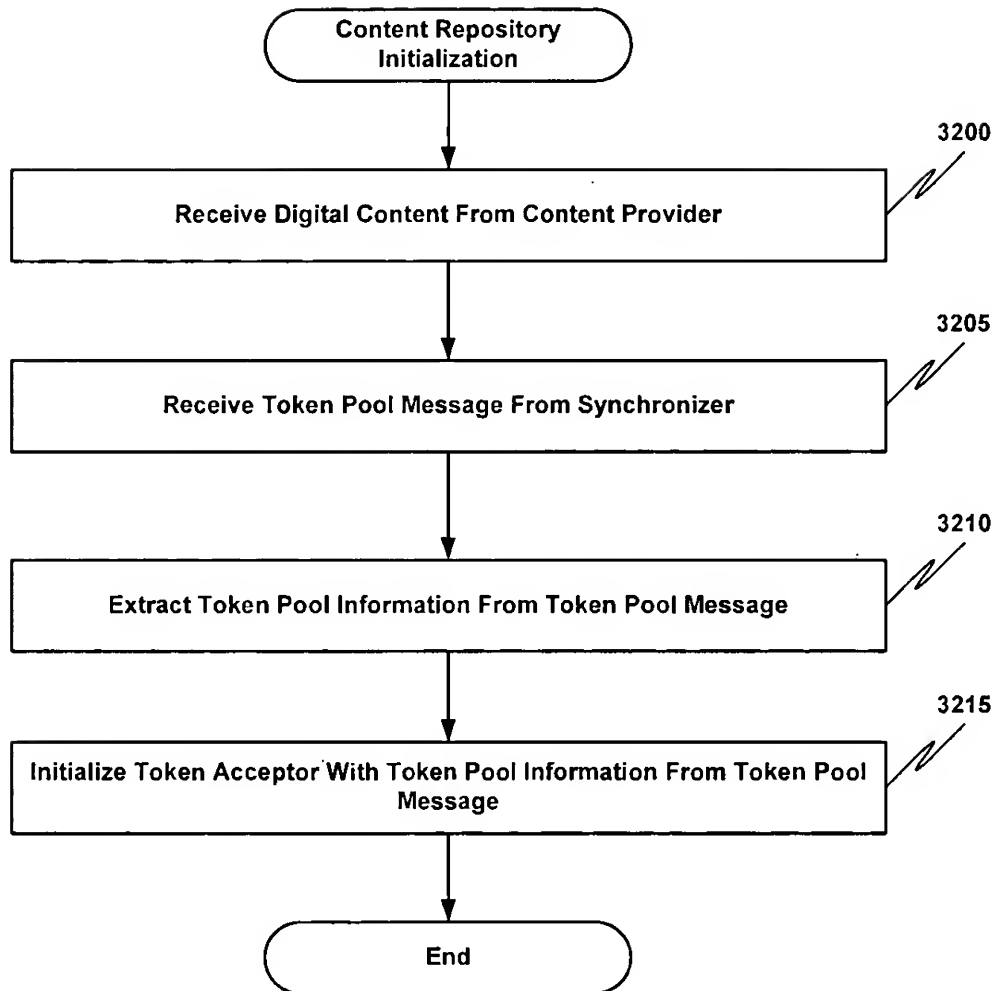 Content Repository
Initialization
3200
Receive Digital Content From Content Provider
3205
Receive Token Pool Message From Synchronizer
3210
Extract Token Pool Information From Token Pool Message
3215
Initialize Token Acceptor With Token Pool Information From Token Pool
Message
End